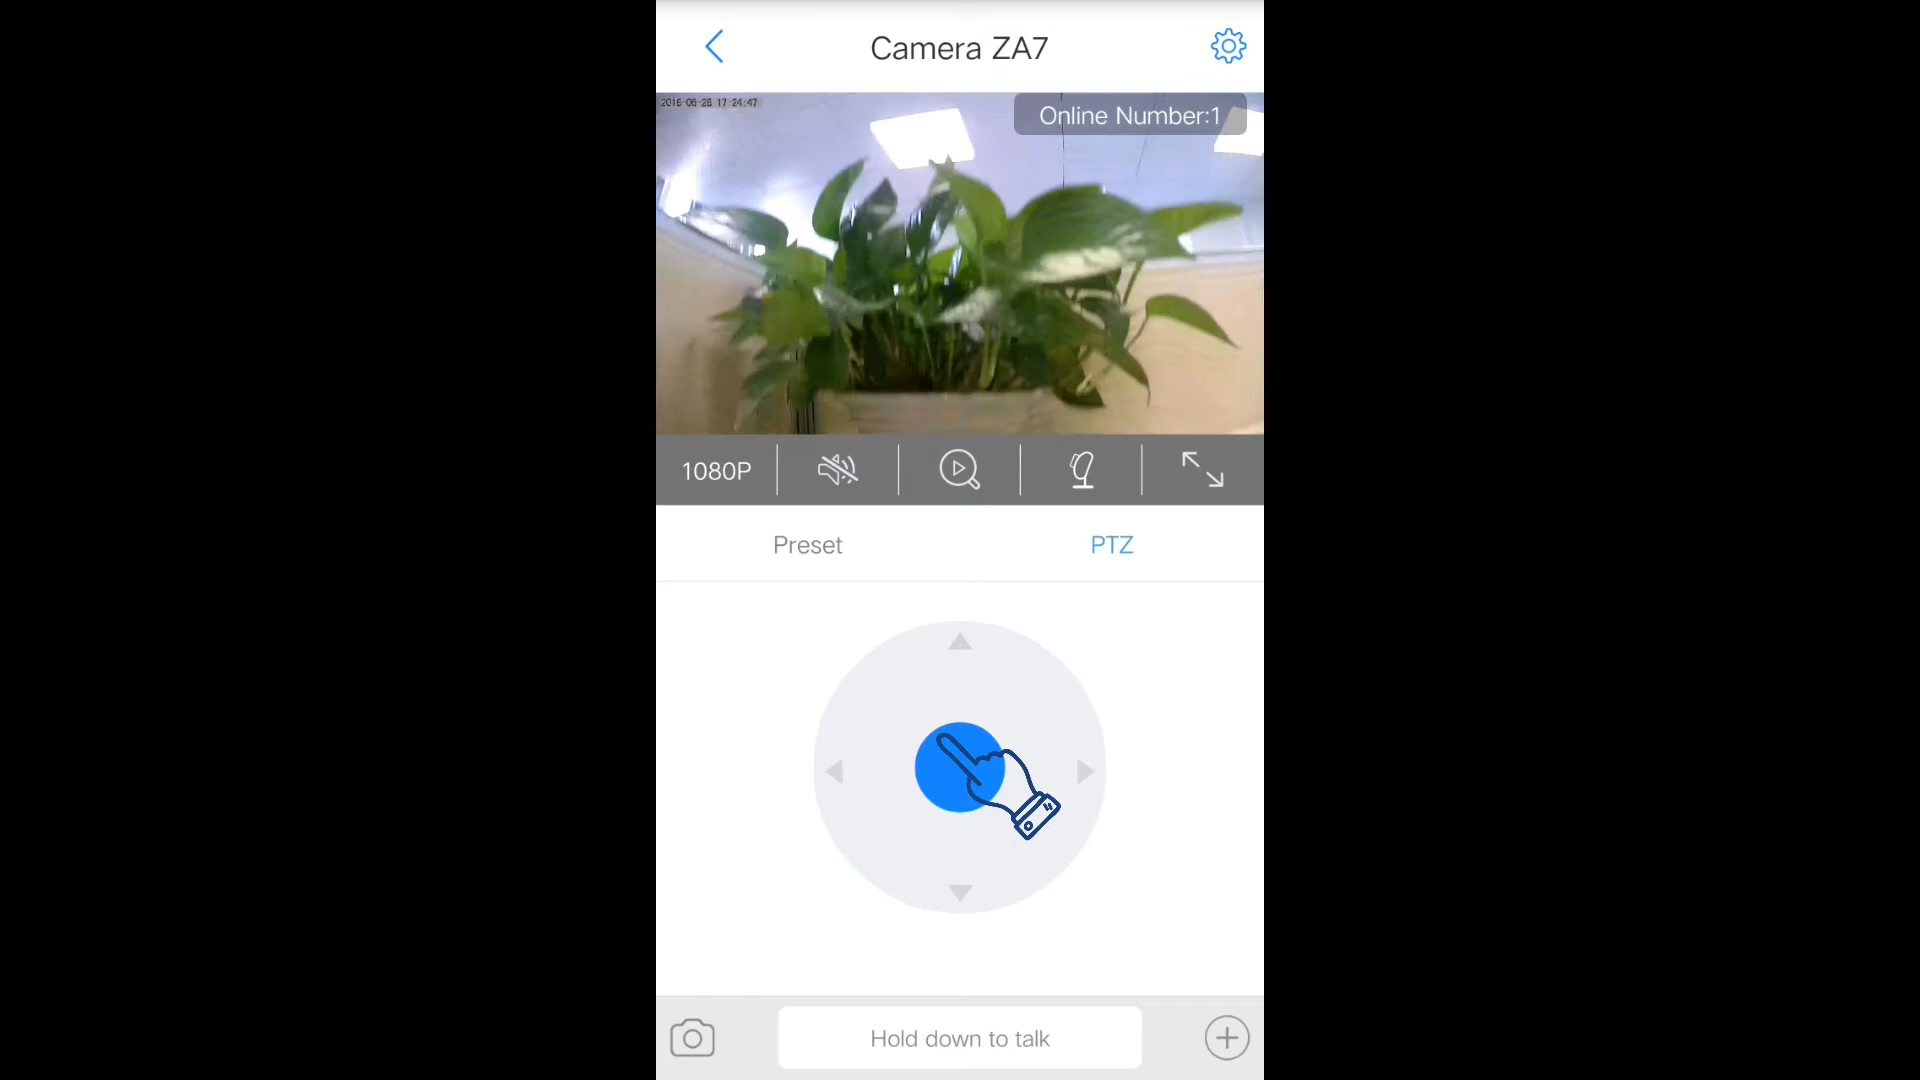 Camera ZA7
2016-06-28 17:24:47
Online Number:1
1080P
Preset PTZ
Hold down to talk